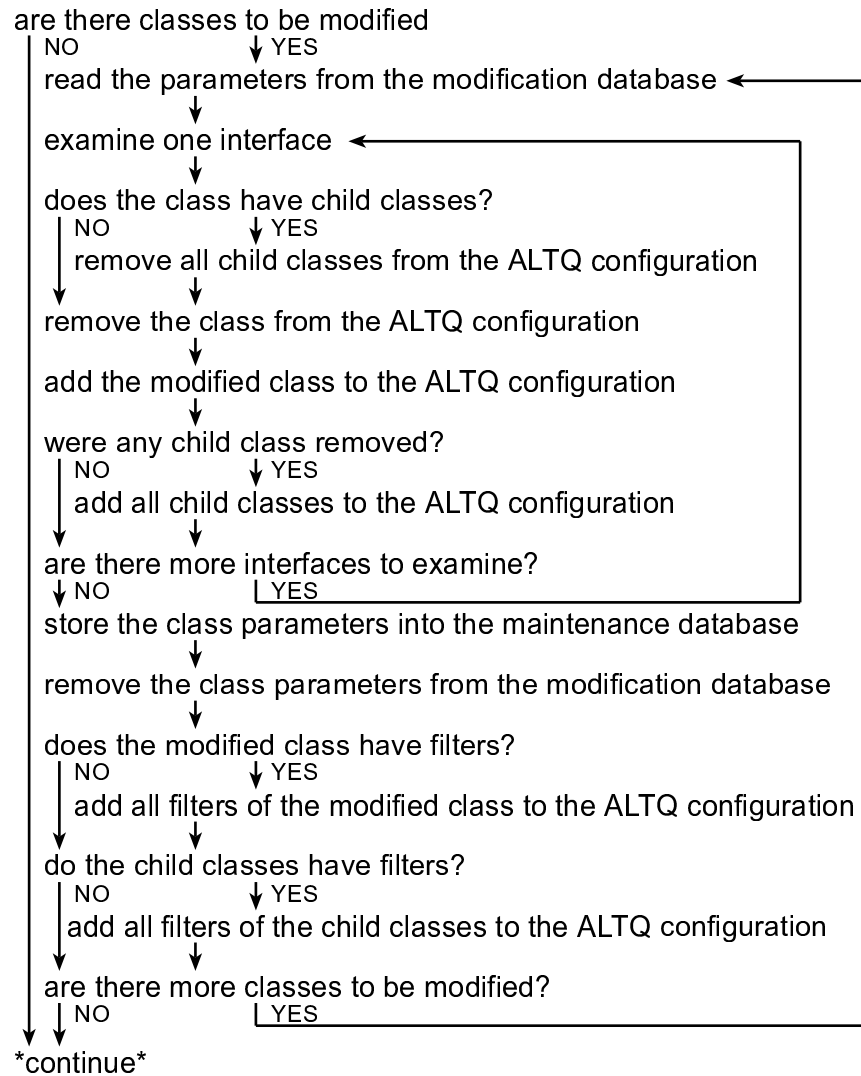 are there classes to be modified
NO YES
read the parameters from the modification database
examine one interface
does the class have child classes?
NO YES
remove all child classes from the ALTQ configuration
remove the class from the ALTQ configuration
add the modified class to the ALTQ configuration
were any child class removed?
NO YES
add all child classes to the ALTQ configuration
are there more interfaces to examine?
NO YES
store the class parameters into the maintenance database
remove the class parameters from the modification database
does the modified class have filters?
NO YES
add all filters of the modified class to the ALTQ configuration
do the child classes have filters?
NO YES
add all filters of the child classes to the ALTQ configuration
are there more classes to be modified?
NO YES
*continue*